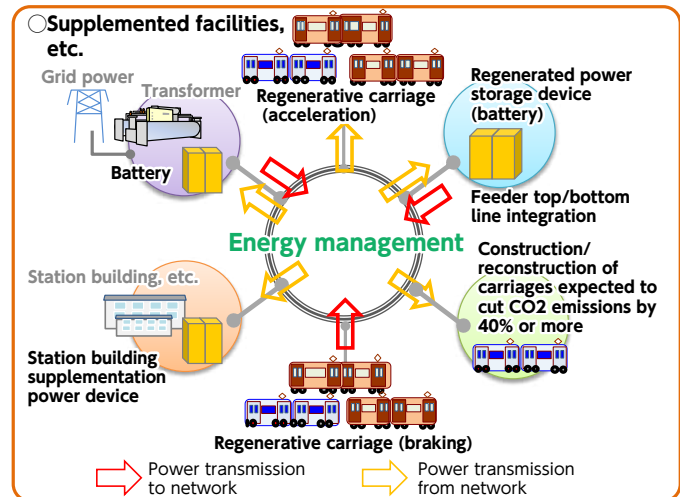 ○Supplemented facilities,
etc.
Grid power
Transformer
Battery
Regenerative carriage
(acceleration)
Regenerated power
storage device
(battery)
Feeder top/bottom
line integration
Energy management
Station building, etc.
Station building
supplementation
power device
Construction/
reconstruction of
carriages expected to
cut CO2 emissions by
40% or more
Regenerative carriage (braking)
Power transmission
to network
Power transmission
from network